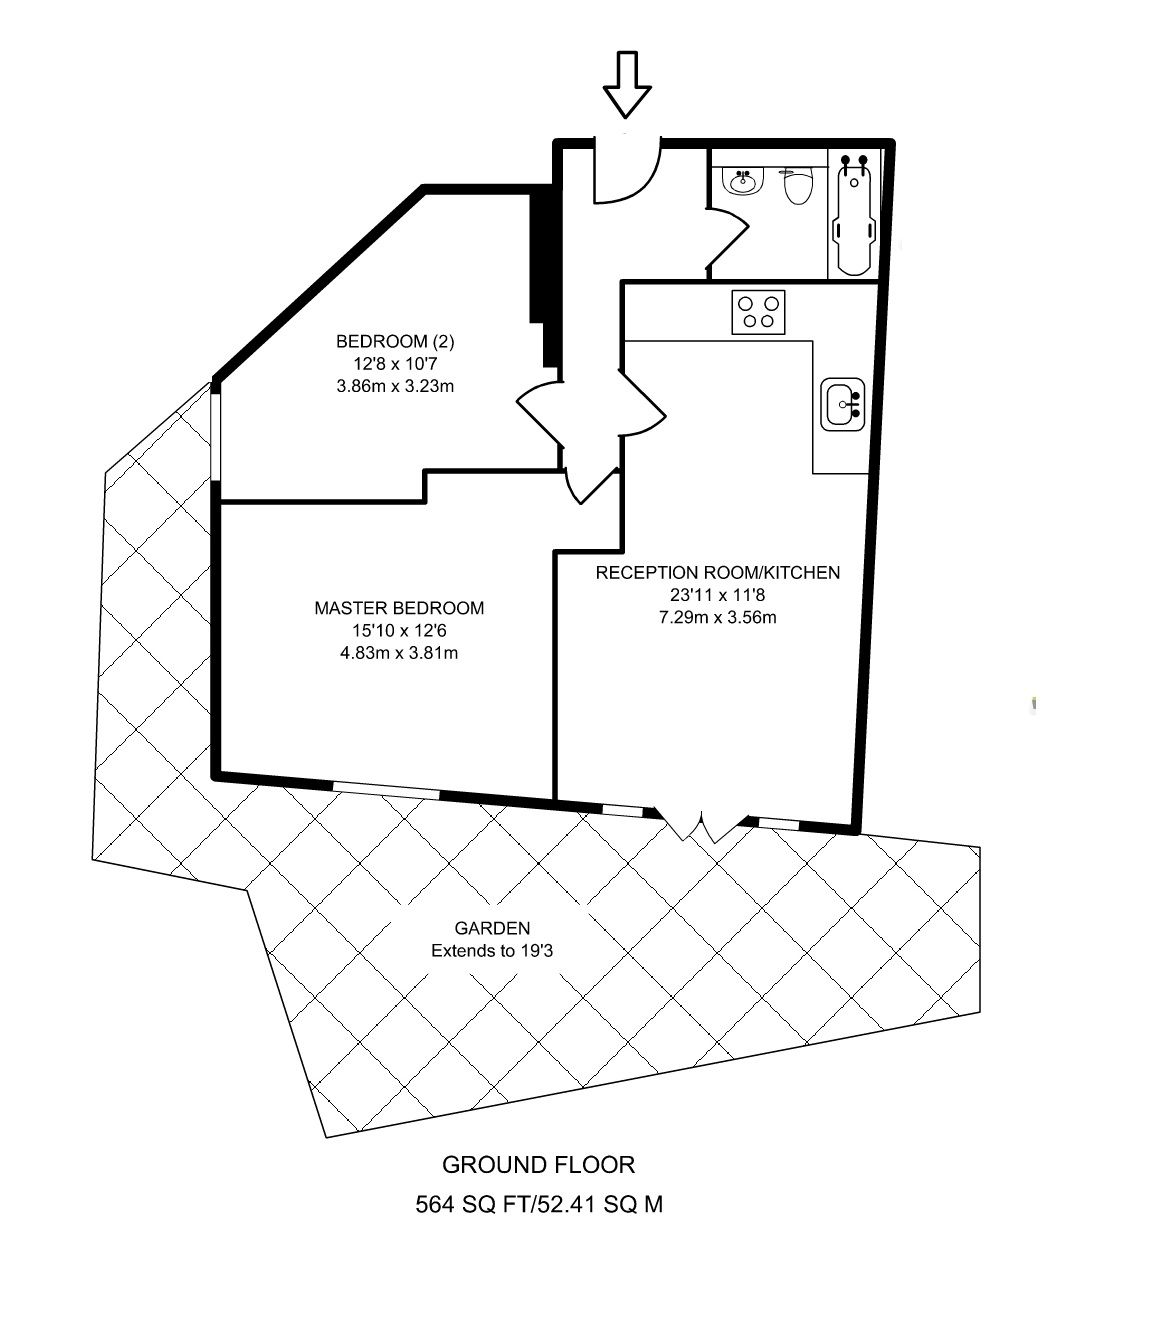 BEDROOM (2)
12'8 x 10'7
3.86m x 3.23m
RECEPTION ROOM/KITCHEN
23'11 x 11'8
7.29m x 3.56m
MASTER BEDROOM
15'10 x 12'6
4.83m x 3.81m
GARDEN
Extends to 19'3
GROUND FLOOR
564 SQ FT/52.41 SQ M